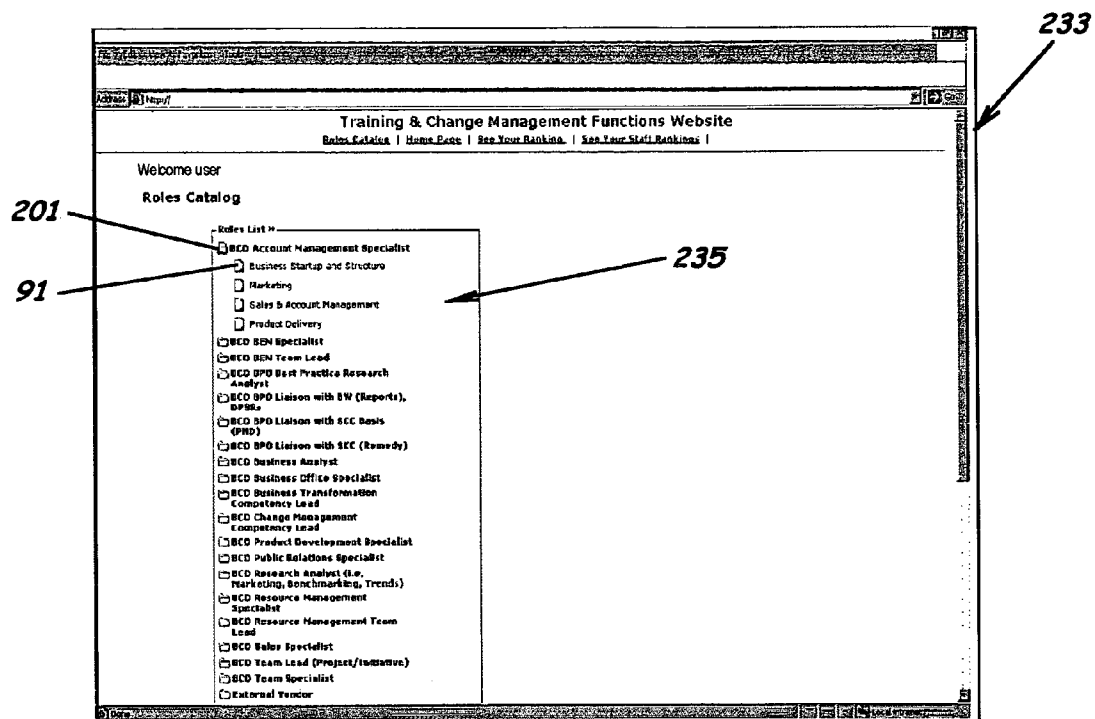 233
Address http://
Training & Change Management Functions Website
Roles Catalog | Home Page | See Your Ranking | See Your Staff Rankings |
Welcome user
Roles Catalog
201
Roles List »
BCD Account Management Specialist
235
91
Business Startup and Structure
Marketing
Sales & Account Management
Product Delivery
BCD BEN Specialist
BCD BEN Team Lead
BCD BPO Best Practice Research
Analyst
BCD BPO Liaison with BW (Reports),
BCD BPO Liaison with SCC Basis
(PMD)
BCD BPO Liaison with SCC (Remedy)
BCD Business Analyst
BCD Business Office Specialist
BCD Business Transformation
Competency Lead
BCD Change Management
Competency Lead
BCD Product Development Specialist
BCD Public Relations Specialist
BCD Research Analyst (i.e,
Marketing, Benchmarking, Trends)
BCD Resource Management
Specialist
BCD Resource Management Team
Lead
BCD Sales Specialist
BCD Team Lead (Project/Initiative)
BCD Team Specialist
External Vendor
Done